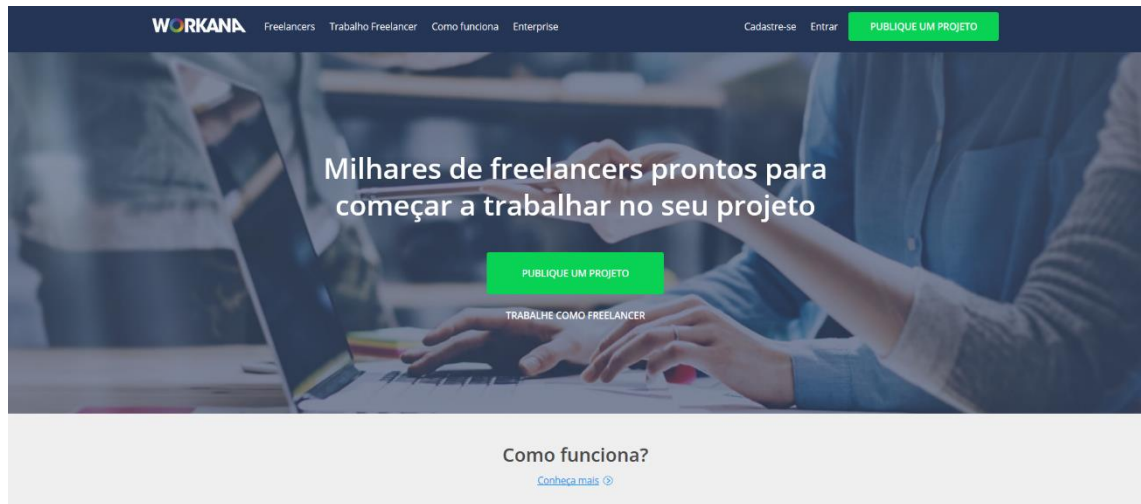 WORKANA Freelancers Trabalho Freelancer Como funciona Enterprise Cadastre-se Entrar PUBLIQUE UM PROJETO
Milhares de freelancers prontos para
começar a trabalhar no seu projeto
PUBLIQUE UM PROJETO
TRABALHE COMO FREELANCER
Como funciona?
Conheça mais